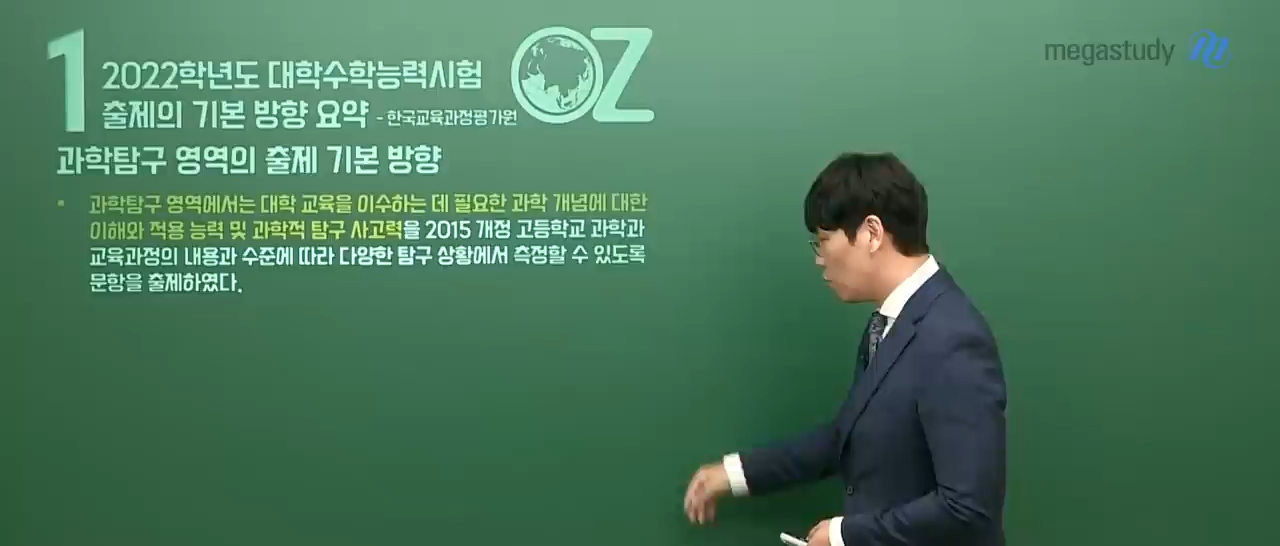 1
2022학년도 대학수학능력시험
출제의 기본 방향 요약 - 한국교육과정평가원
OZ
megastudy
과학탐구 영역의 출제 기본 방향
과학탐구 영역에서는 대학 교육을 이수하는 데 필요한 과학 개념에 대한
이해와 적용 능력 및 과학적 탐구 사고력을 2015 개정 고등학교 과학과
교육과정의 내용과 수준에 따라 다양한 탐구 상황에서 측정할 수 있도록
문항을 출제하였다.